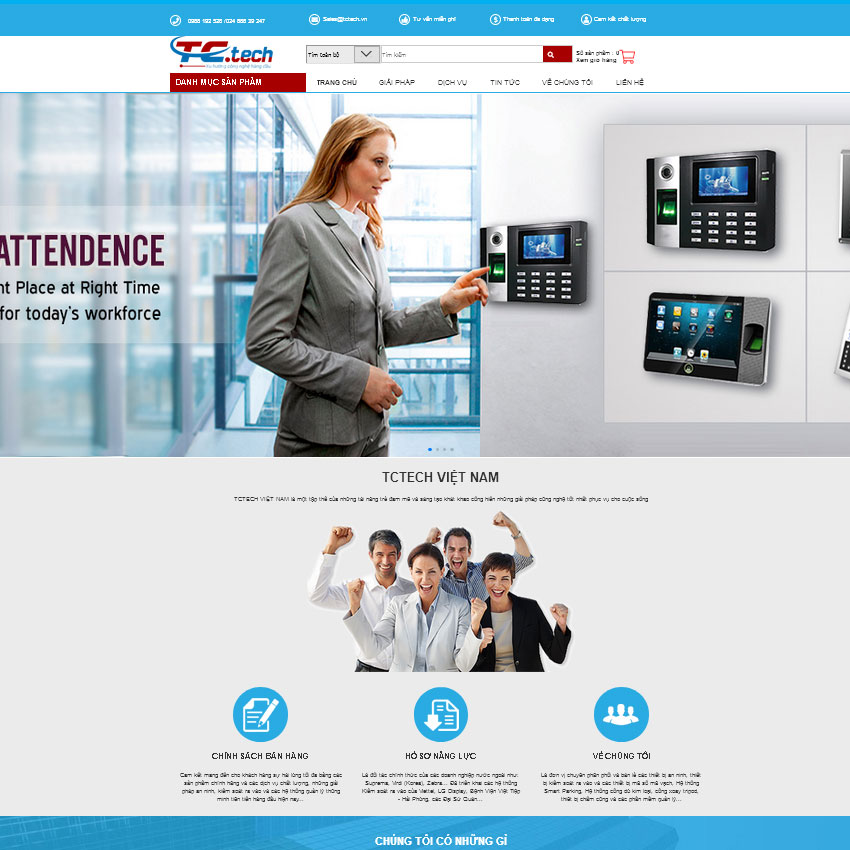 0988 193 528 /024 668 39 247
Sales@tctech.vn
Tư vấn miễn phí
Thanh toán đa dạng
Cam kết chất lượng
TC.tech
Tìm toàn bộ
Tìm kiếm
Số sản phẩm : 0
Xem giỏ hàng
DANH MỤC SẢN PHẨM
TRANG CHỦ
GIẢI PHÁP
DỊCH VỤ
TIN TỨC
VỀ CHÚNG TÔI
LIÊN HỆ
ATTENDENCE
nt Place at Right Time
for today's workforce
TCTECH VIỆT NAM
TCTECH VIỆT NAM là một tập thể của những tài năng trẻ đam mê và sáng tạo khát khao cống hiến những giải pháp công nghệ tốt nhất phục vụ cho cuộc sống
CHÍNH SÁCH BÁN HÀNG
Cam kết mang đến cho khách hàng sự hài lòng tối đa bằng các
sản phẩm chính hãng và các dịch vụ chất lượng, những giải
pháp an ninh, kiểm soát ra vào và các hệ thống quản lý thông
minh tiên tiến hàng đầu hiện nay...
HỒ SƠ NĂNG LỰC
Là đối tác chính thức của các doanh nghiệp nước ngoài như:
Suprema, Virdi (Korea), Zebra... Đã triển khai các hệ thống
Kiểm soát ra vào của Viettel, LG Display, Bệnh Viện Việt Tiệp
- Hải Phòng, các Đại Sứ Quán...
VỀ CHÚNG TÔI
Là đơn vị chuyên phân phối và bán lẻ các thiết bị an ninh, thiết
bị kiểm soát ra vào và các thiết bị mã số mã vạch, Hệ thống
Smart Parking, Hệ thống cổng dò kim loại, cổng xoay tripod,
thiết bị chấm công và các phần mềm quản lý...
CHÚNG TÔI CÓ NHỮNG GÌ